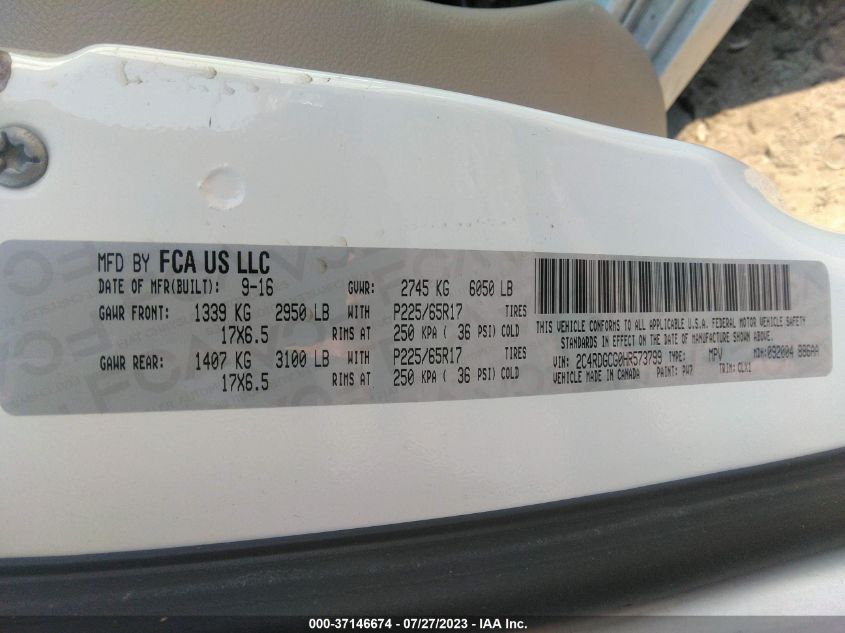 MFD BY FCA US LLC
DATE OF MFR(BUILT): 9-16 GVWR: 2745 KG 6050 LB
GAWR FRONT: 1339 KG 2950 LB WITH P225/65R17 TIRES
17X6.5 RIMS AT 250 KPA ( 36 PSI) COLD
GAWR REAR: 1407 KG 3100 LB WITH P225/65R17 TIRES
17X6.5 RIMS AT 250 KPA ( 36 PSI) COLD
THIS VEHICLE CONFORMS TO ALL APPLICABLE U.S.A. FEDERAL MOTOR VEHICLE SAFETY
STANDARDS IN EFFECT ON THE DATE OF MANUFACTURE SHOWN ABOVE.
VIN: 2C4RDGCG0HR573799 TYPE: MPV MDH: 092004 BB6AA
VEHICLE MADE IN CANADA PAINT: PW7 TRIM: CLX1
000-37146674 / 07/27/2023 - IAA Inc.